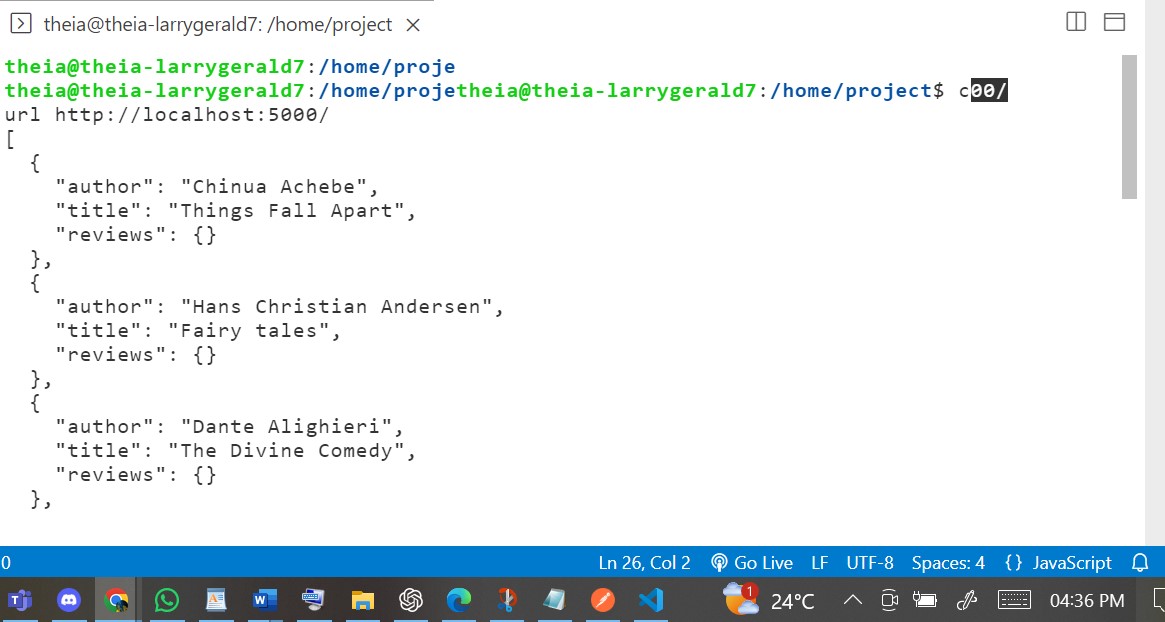 theia@theia-larrygerald7: /home/project
theia@theia-larrygerald7:/home/proje
theia@theia-larrygerald7:/home/projetheia@theia-larrygerald7:/home/project$ c00/
url http://localhost:5000/
[
  {
    "author": "Chinua Achebe",
    "title": "Things Fall Apart",
    "reviews": {}
  },
  {
    "author": "Hans Christian Andersen",
    "title": "Fairy tales",
    "reviews": {}
  },
  {
    "author": "Dante Alighieri",
    "title": "The Divine Comedy",
    "reviews": {}
  },
0 Ln 26, Col 2 Go Live LF UTF-8 Spaces: 4 {} JavaScript
1 24°C 04:36 PM